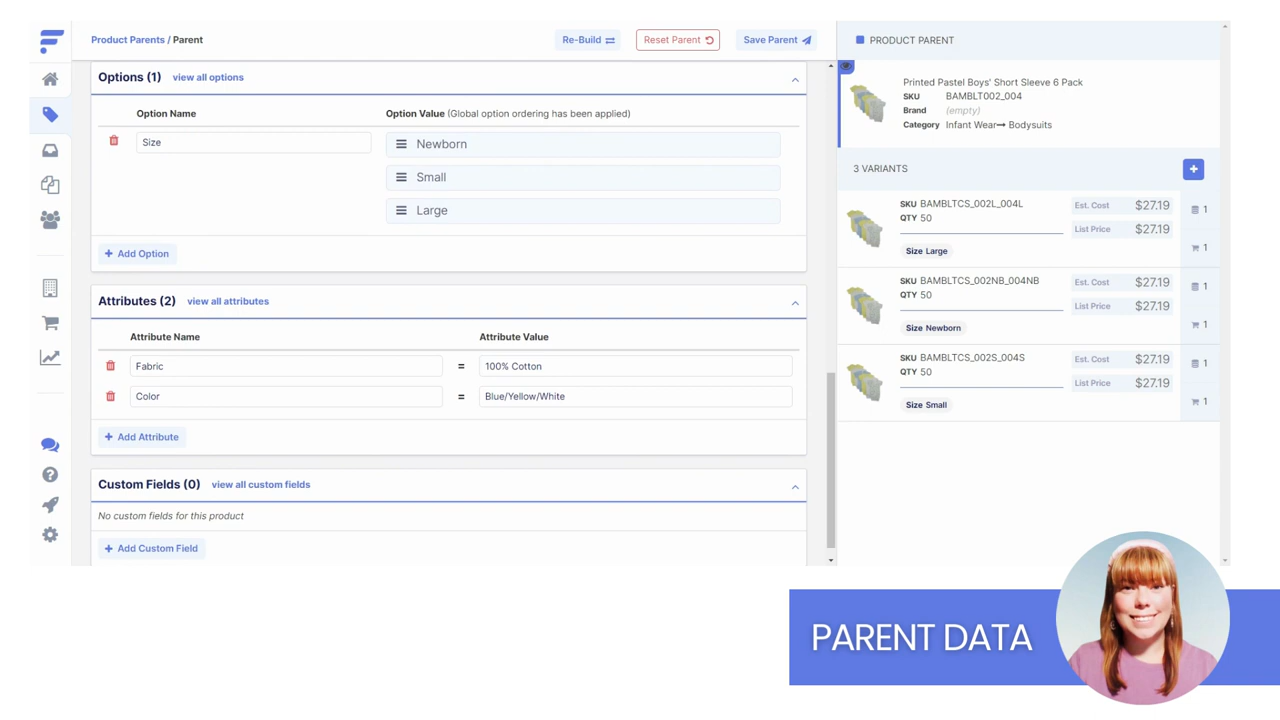 Product Parents / Parent
Re-Build
Reset Parent
Save Parent
Options (1) view all options
Option Name
Option Value (Global option ordering has been applied)
Size
Newborn
Small
Large
+ Add Option
Attributes (2) view all attributes
Attribute Name
Attribute Value
Fabric = 100% Cotton
Color = Blue/Yellow/White
+ Add Attribute
Custom Fields (0) view all custom fields
No custom fields for this product
+ Add Custom Field
PRODUCT PARENT
Printed Pastel Boys' Short Sleeve 6 Pack
SKU BAMBLT002_004
Brand (empty)
Category Infant Wear→ Bodysuits
3 VARIANTS
SKU BAMBLTCS_002L_004L
QTY 50
Size Large
Est. Cost $27.19
List Price $27.19
1
1
SKU BAMBLTCS_002NB_004NB
QTY 50
Size Newborn
Est. Cost $27.19
List Price $27.19
1
1
SKU BAMBLTCS_002S_004S
QTY 50
Size Small
Est. Cost $27.19
List Price $27.19
1
1
PARENT DATA